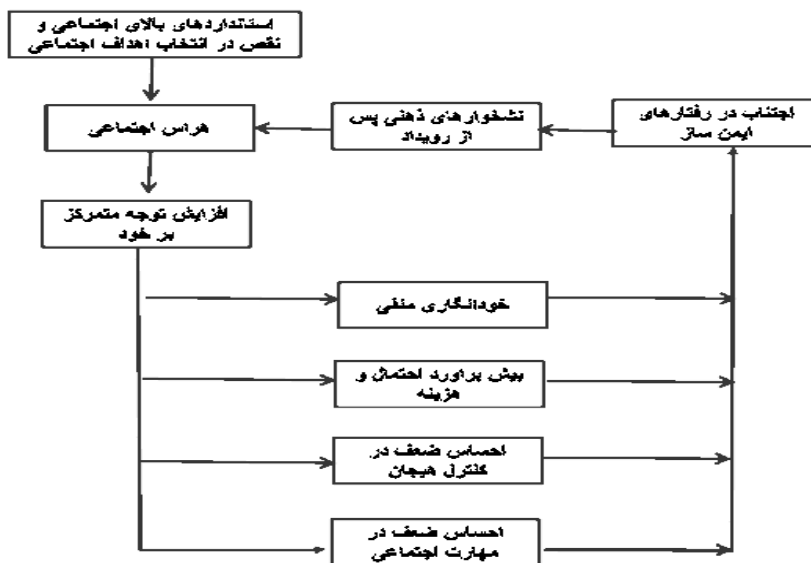 استانداردهای بالای اجتماعی و
نقص در انتخاب اهداف اجتماعی
هراس اجتماعی
نشخوارهای ذهنی پس
از رویداد
اجتناب در رفتارهای
ایمن ساز
افزایش توجه متمرکز
بر خود
خودانگاری منفی
بیش براورد احتمال و
هزینه
احساس ضعف در
کنترل هیجان
احساس ضعف در
مهارت اجتماعی